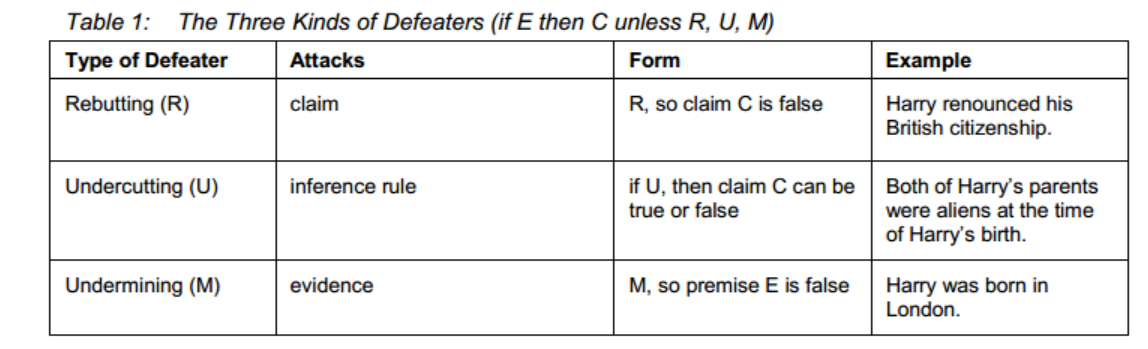 Table 1: The Three Kinds of Defeaters (if E then C unless R, U, M)
Type of Defeater Attacks Form Example
Rebutting (R) claim R, so claim C is false Harry renounced his
British citizenship.
Undercutting (U) inference rule if U, then claim C can be Both of Harry's parents
true or false were aliens at the time
of Harry's birth.
Undermining (M) evidence M, so premise E is false Harry was born in
London.